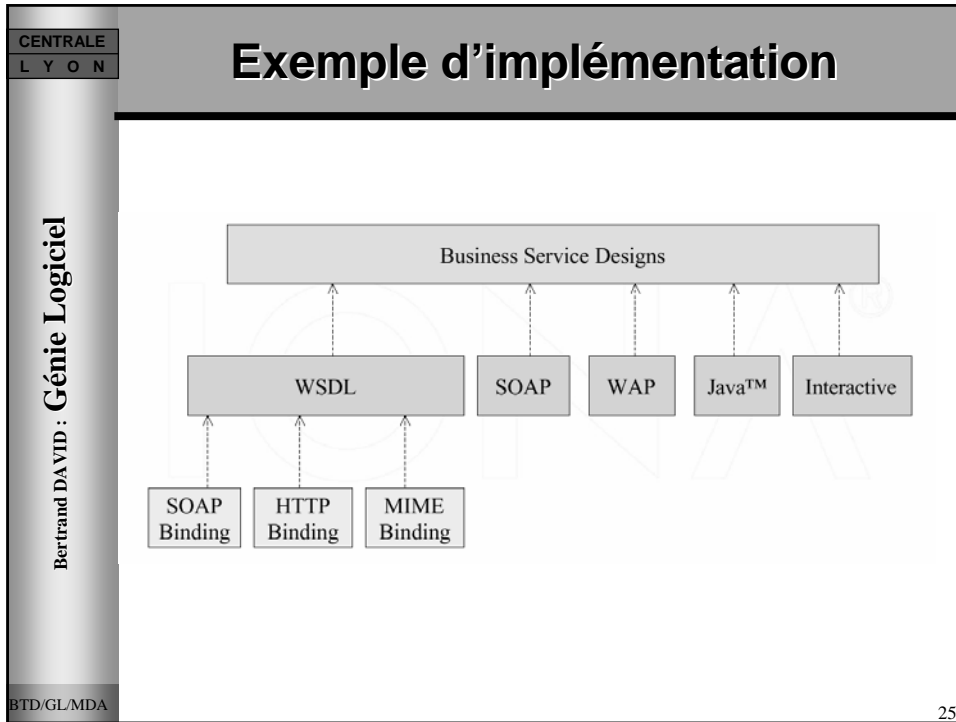 CENTRALE
L Y O N
Exemple d'implémentation
Bertrand DAVID : Génie Logiciel
Business Service Designs
WSDL
SOAP
WAP
Java™
Interactive
SOAP
Binding
HTTP
Binding
MIME
Binding
IONA®
BTD/GL/MDA
25